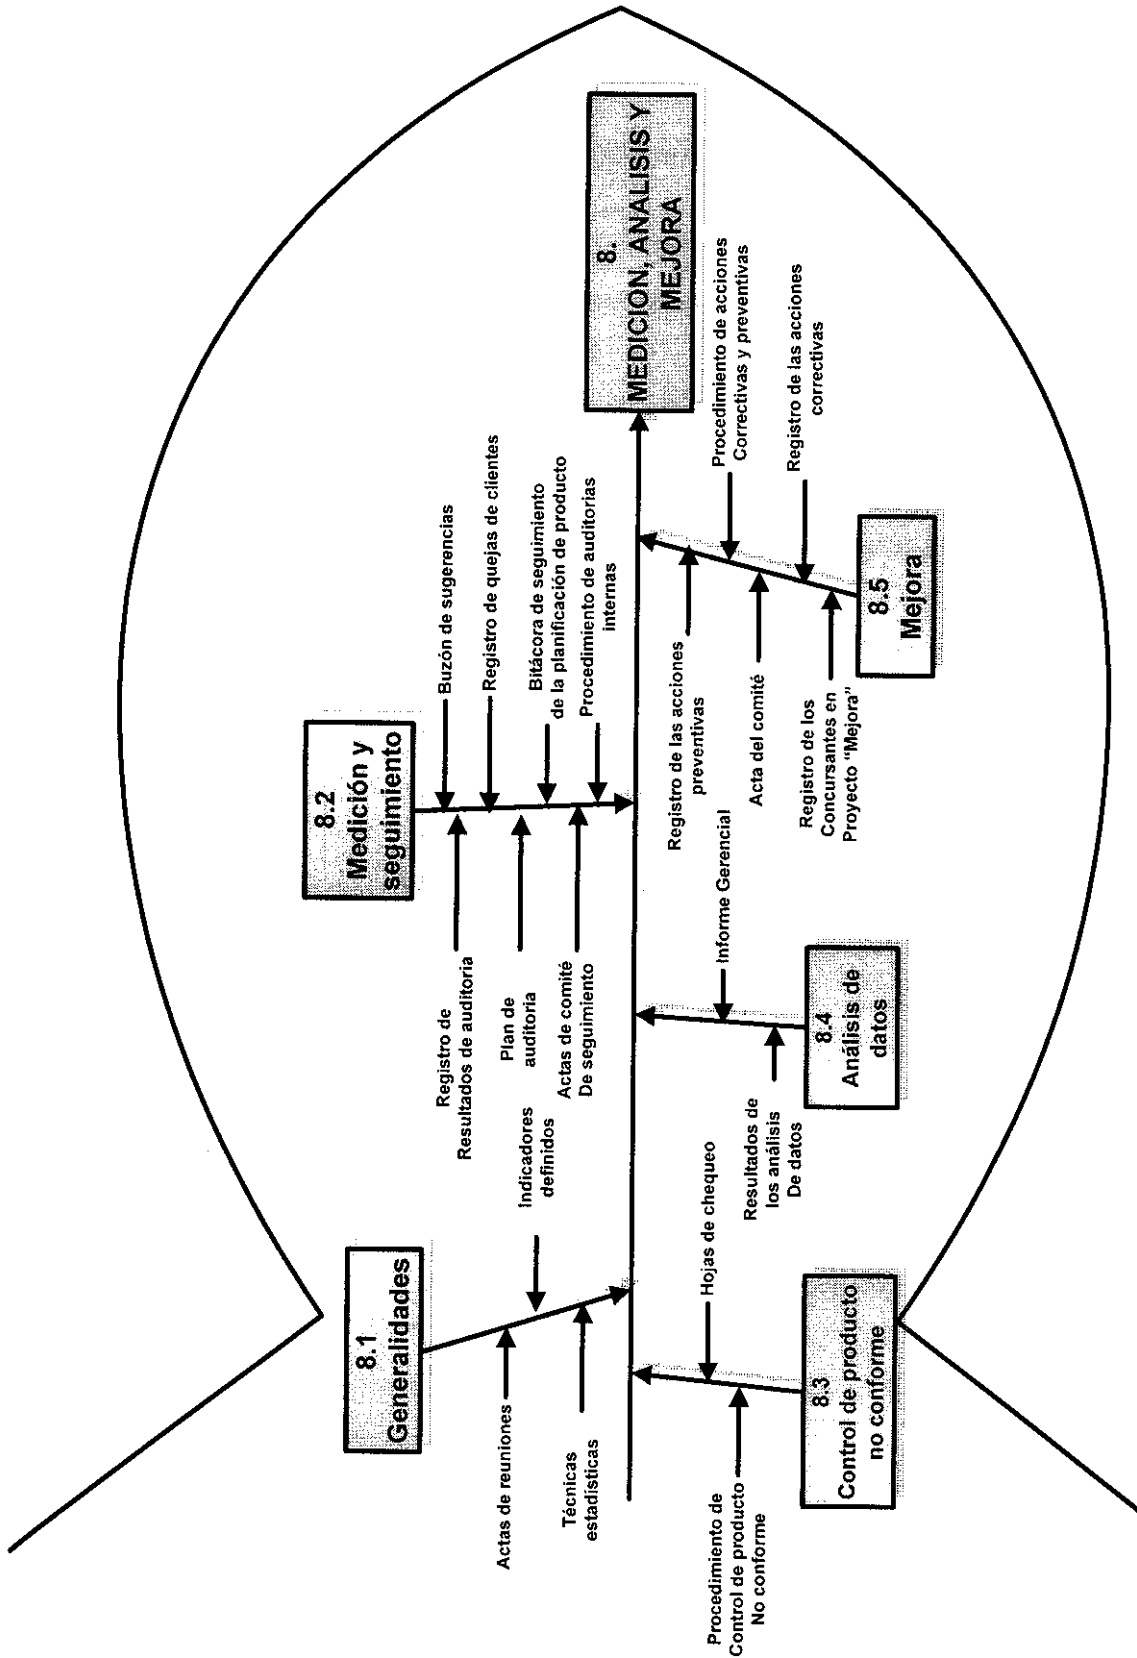 8.
MEDICION, ANALISIS Y
MEJORA
8.1
Generalidades
Actas de reuniones
Indicadores
definidos
Técnicas
estadísticas
8.2
Medición y
seguimiento
Buzón de sugerencias
Registro de
Resultados de auditoria
Registro de quejas de clientes
Plan de
auditoria
Bitácora de seguimiento
de la planificación de producto
Actas de comité
De seguimiento
Procedimiento de auditorias
internas
8.3
Control de producto
no conforme
Hojas de chequeo
Procedimiento de
Control de producto
No conforme
8.4
Análisis de
datos
Informe Gerencial
Resultados de
los análisis
De datos
8.5
Mejora
Registro de las acciones
preventivas
Procedimiento de acciones
Correctivas y preventivas
Acta del comité
Registro de las acciones
correctivas
Registro de los
Concursantes en
Proyecto "Mejora"